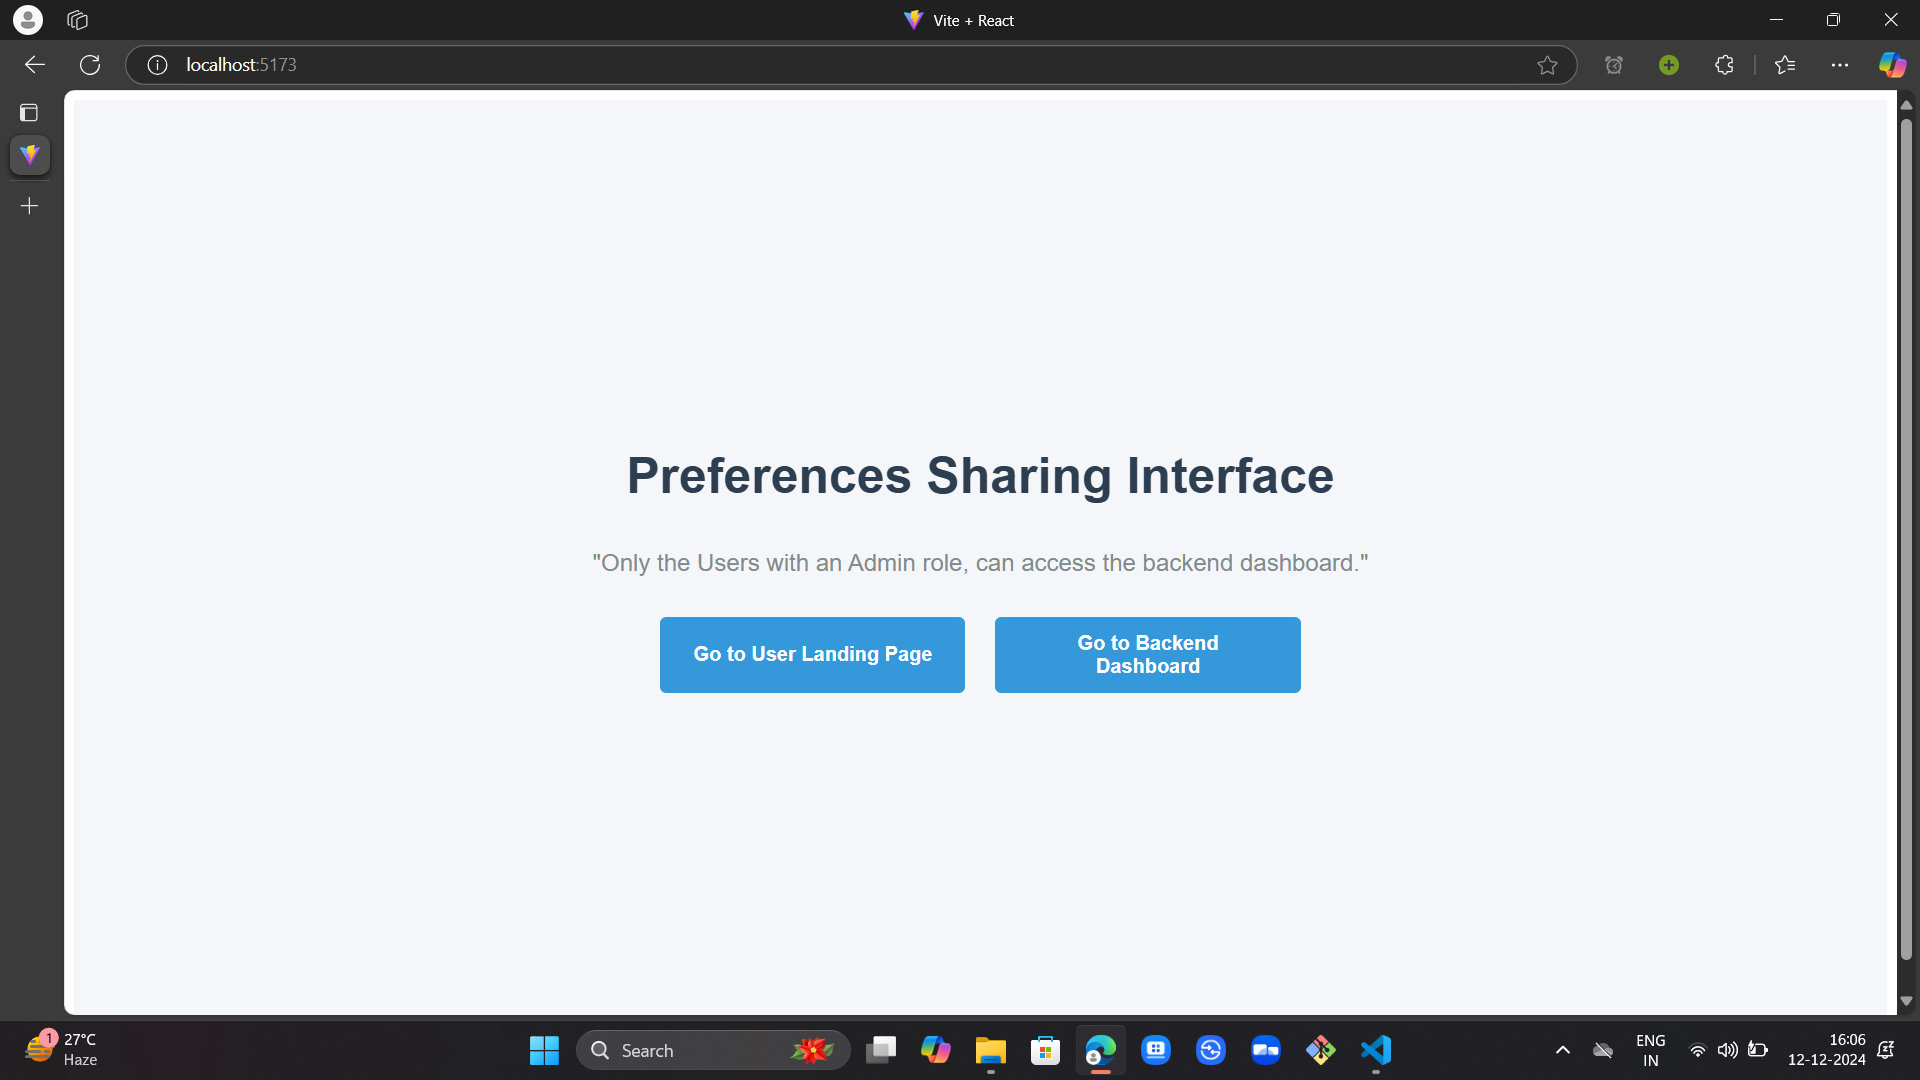 Vite + React
localhost:5173
Preferences Sharing Interface
"Only the Users with an Admin role, can access the backend dashboard."
Go to User Landing Page
Go to Backend
Dashboard
1
27°C
Haze
Search
ENG
IN
16:06
12-12-2024